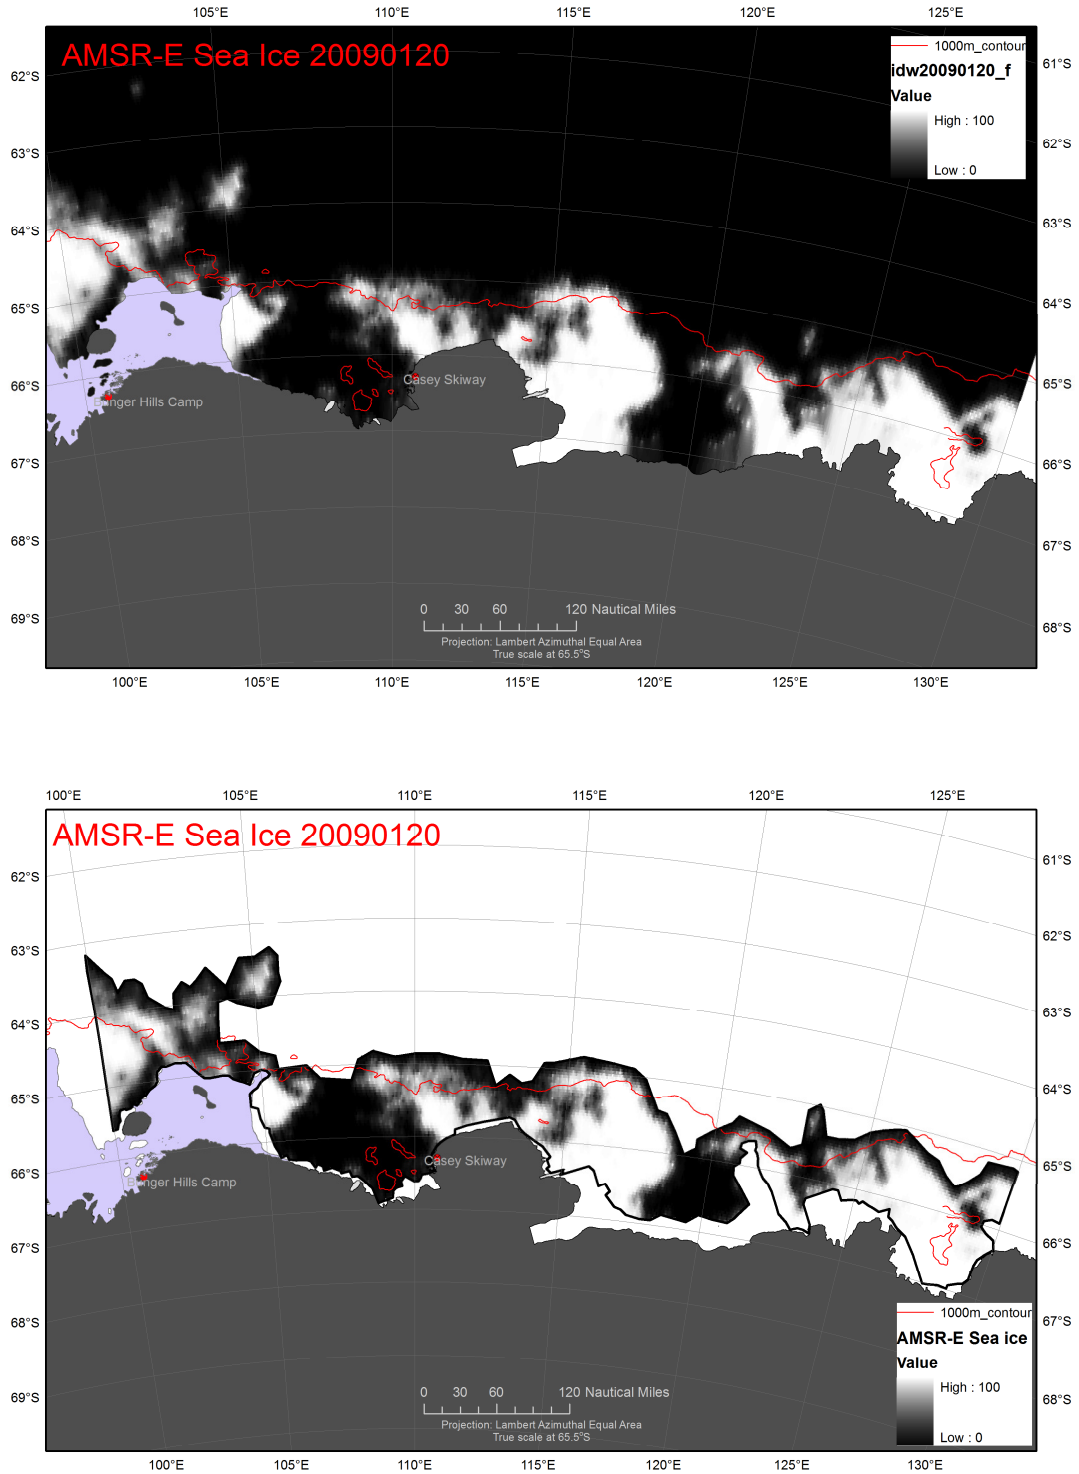 105°E 110°E 115°E 120°E 125°E
AMSR-E Sea Ice 20090120
1000m_contour
idw20090120_f
Value
High : 100
Low : 0
62°S
63°S
64°S
65°S
66°S
67°S
68°S
69°S
61°S
62°S
63°S
64°S
65°S
66°S
67°S
68°S
Casey Skiway
Bunger Hills Camp
0 30 60 120 Nautical Miles
Projection: Lambert Azimuthal Equal Area
True scale at 65.5°S
100°E 105°E 110°E 115°E 120°E 125°E 130°E
100°E 105°E 110°E 115°E 120°E 125°E
AMSR-E Sea Ice 20090120
62°S
63°S
64°S
65°S
66°S
67°S
68°S
69°S
61°S
62°S
63°S
64°S
65°S
66°S
67°S
68°S
Casey Skiway
Bunger Hills Camp
1000m_contour
AMSR-E Sea ice
Value
High : 100
Low : 0
0 30 60 120 Nautical Miles
Projection: Lambert Azimuthal Equal Area
True scale at 65.5°S
100°E 105°E 110°E 115°E 120°E 125°E 130°E